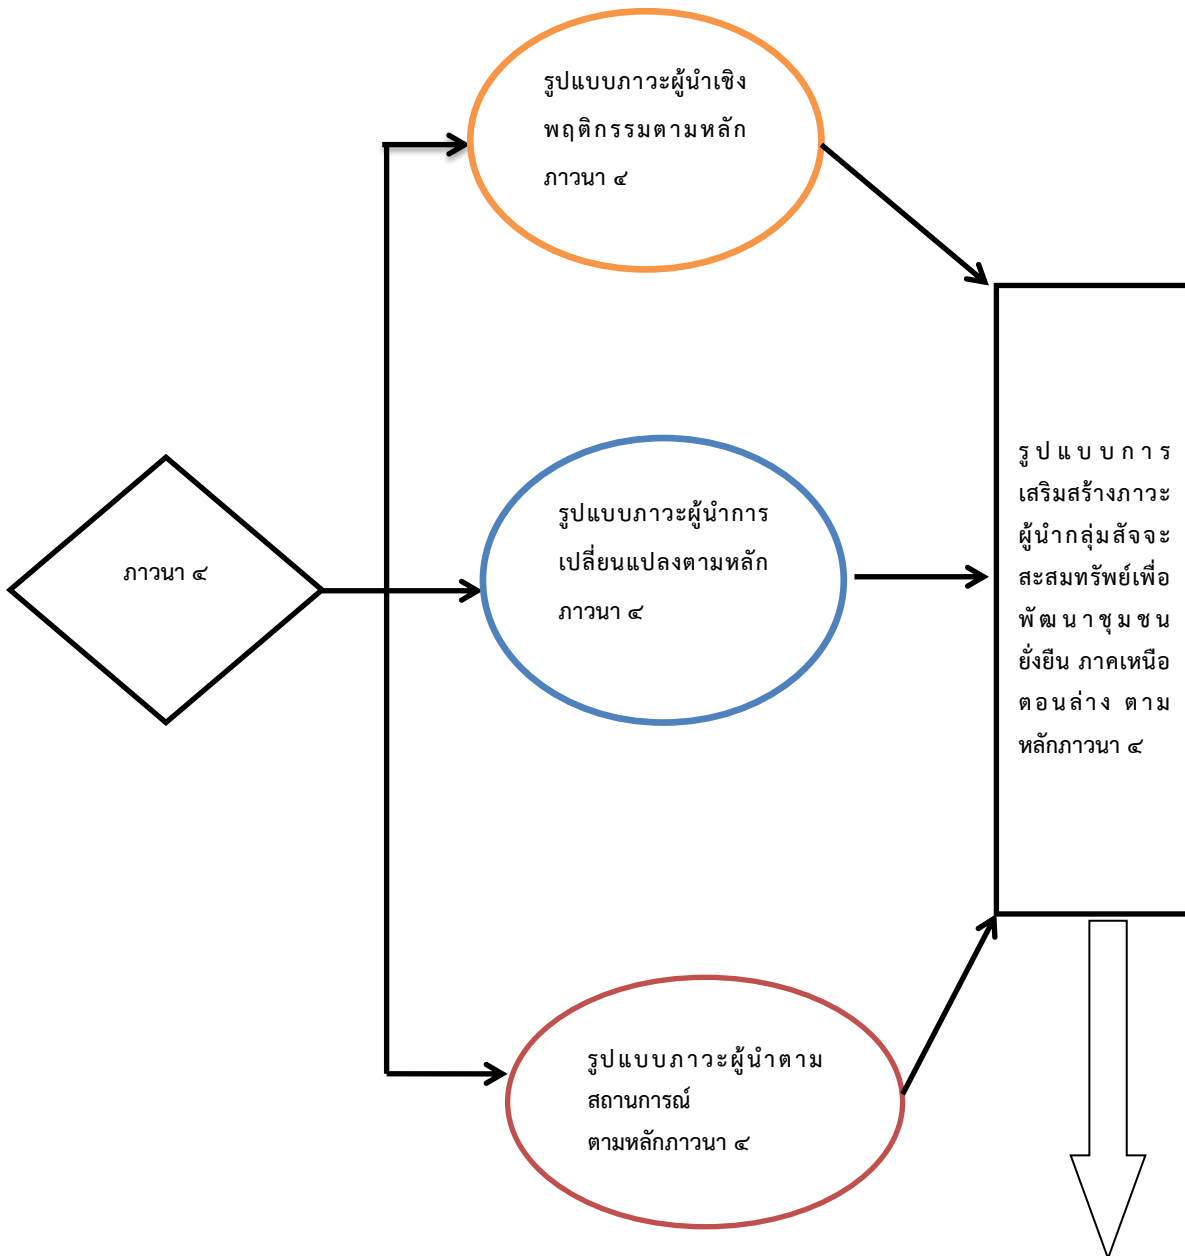 รูปแบบภาวะผู้นำเชิง
พฤติกรรมตามหลัก
ภาวนา ๔
ภาวนา ๔
รูปแบบภาวะผู้นำการ
เปลี่ยนแปลงตามหลัก
ภาวนา ๔
รูปแบบภาวะผู้นำตาม
สถานการณ์
ตามหลักภาวนา ๔
รูปแบบการ
เสริมสร้างภาวะ
ผู้นำกลุ่มสัจจะ
สะสมทรัพย์เพื่อ
พัฒนาชุมชน
ยั่งยืน ภาคเหนือ
ตอนล่าง ตาม
หลักภาวนา ๔